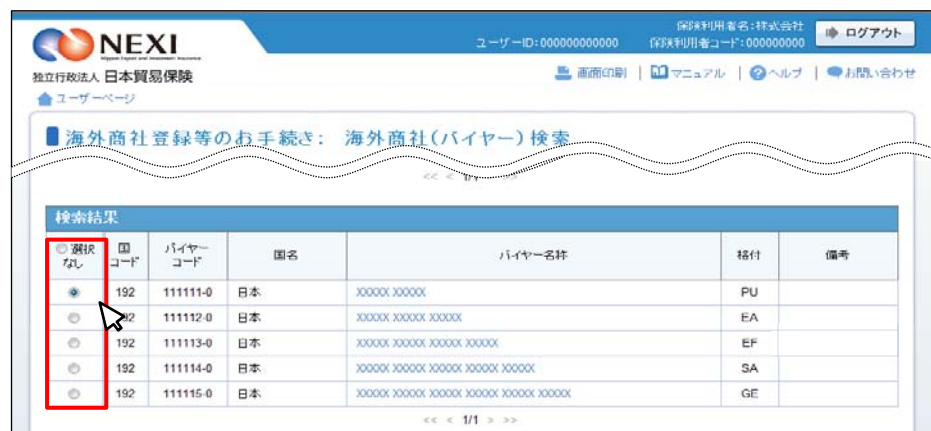 NEXI
Nippon Export and Investment Insurance
独立行政法人 日本貿易保険
ユーザーID:000000000000
保険利用者名:株式会社
保険利用者コード:000000000
ログアウト
画面印刷 | マニュアル | ヘルプ | お問い合わせ
ユーザーページ
海外商社登録等のお手続き： 海外商社(バイヤー)検索
<< <
検索結果
選択なし 国コード バイヤーコード 国名 バイヤー名称 格付 備考
192 111111-0 日本 XXXXX XXXXX PU
192 111112-0 日本 XXXXX XXXXX XXXXX EA
192 111113-0 日本 XXXXX XXXXX XXXXX XXXXX EF
192 111114-0 日本 XXXXX XXXXX XXXXX XXXXX XXXXX SA
192 111115-0 日本 XXXXX XXXXX XXXXX XXXXX XXXXX XXXXX GE
<< < 1/1 > >>